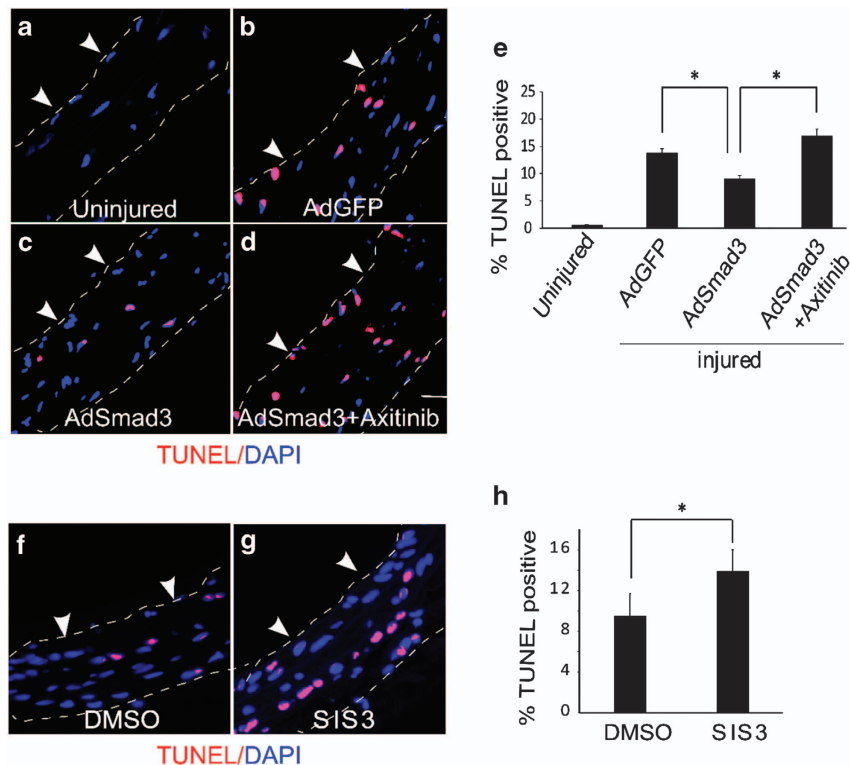 a
Uninjured
b
AdGFP
c
AdSmad3
d
AdSmad3+Axitinib
TUNEL/DAPI
e
% TUNEL positive
25
20
15
10
5
0
*
*
Uninjured
AdGFP
AdSmad3
AdSmad3
+Axitinib
injured
f
DMSO
g
SIS3
TUNEL/DAPI
h
% TUNEL positive
16
12
8
4
0
*
DMSO
SIS3